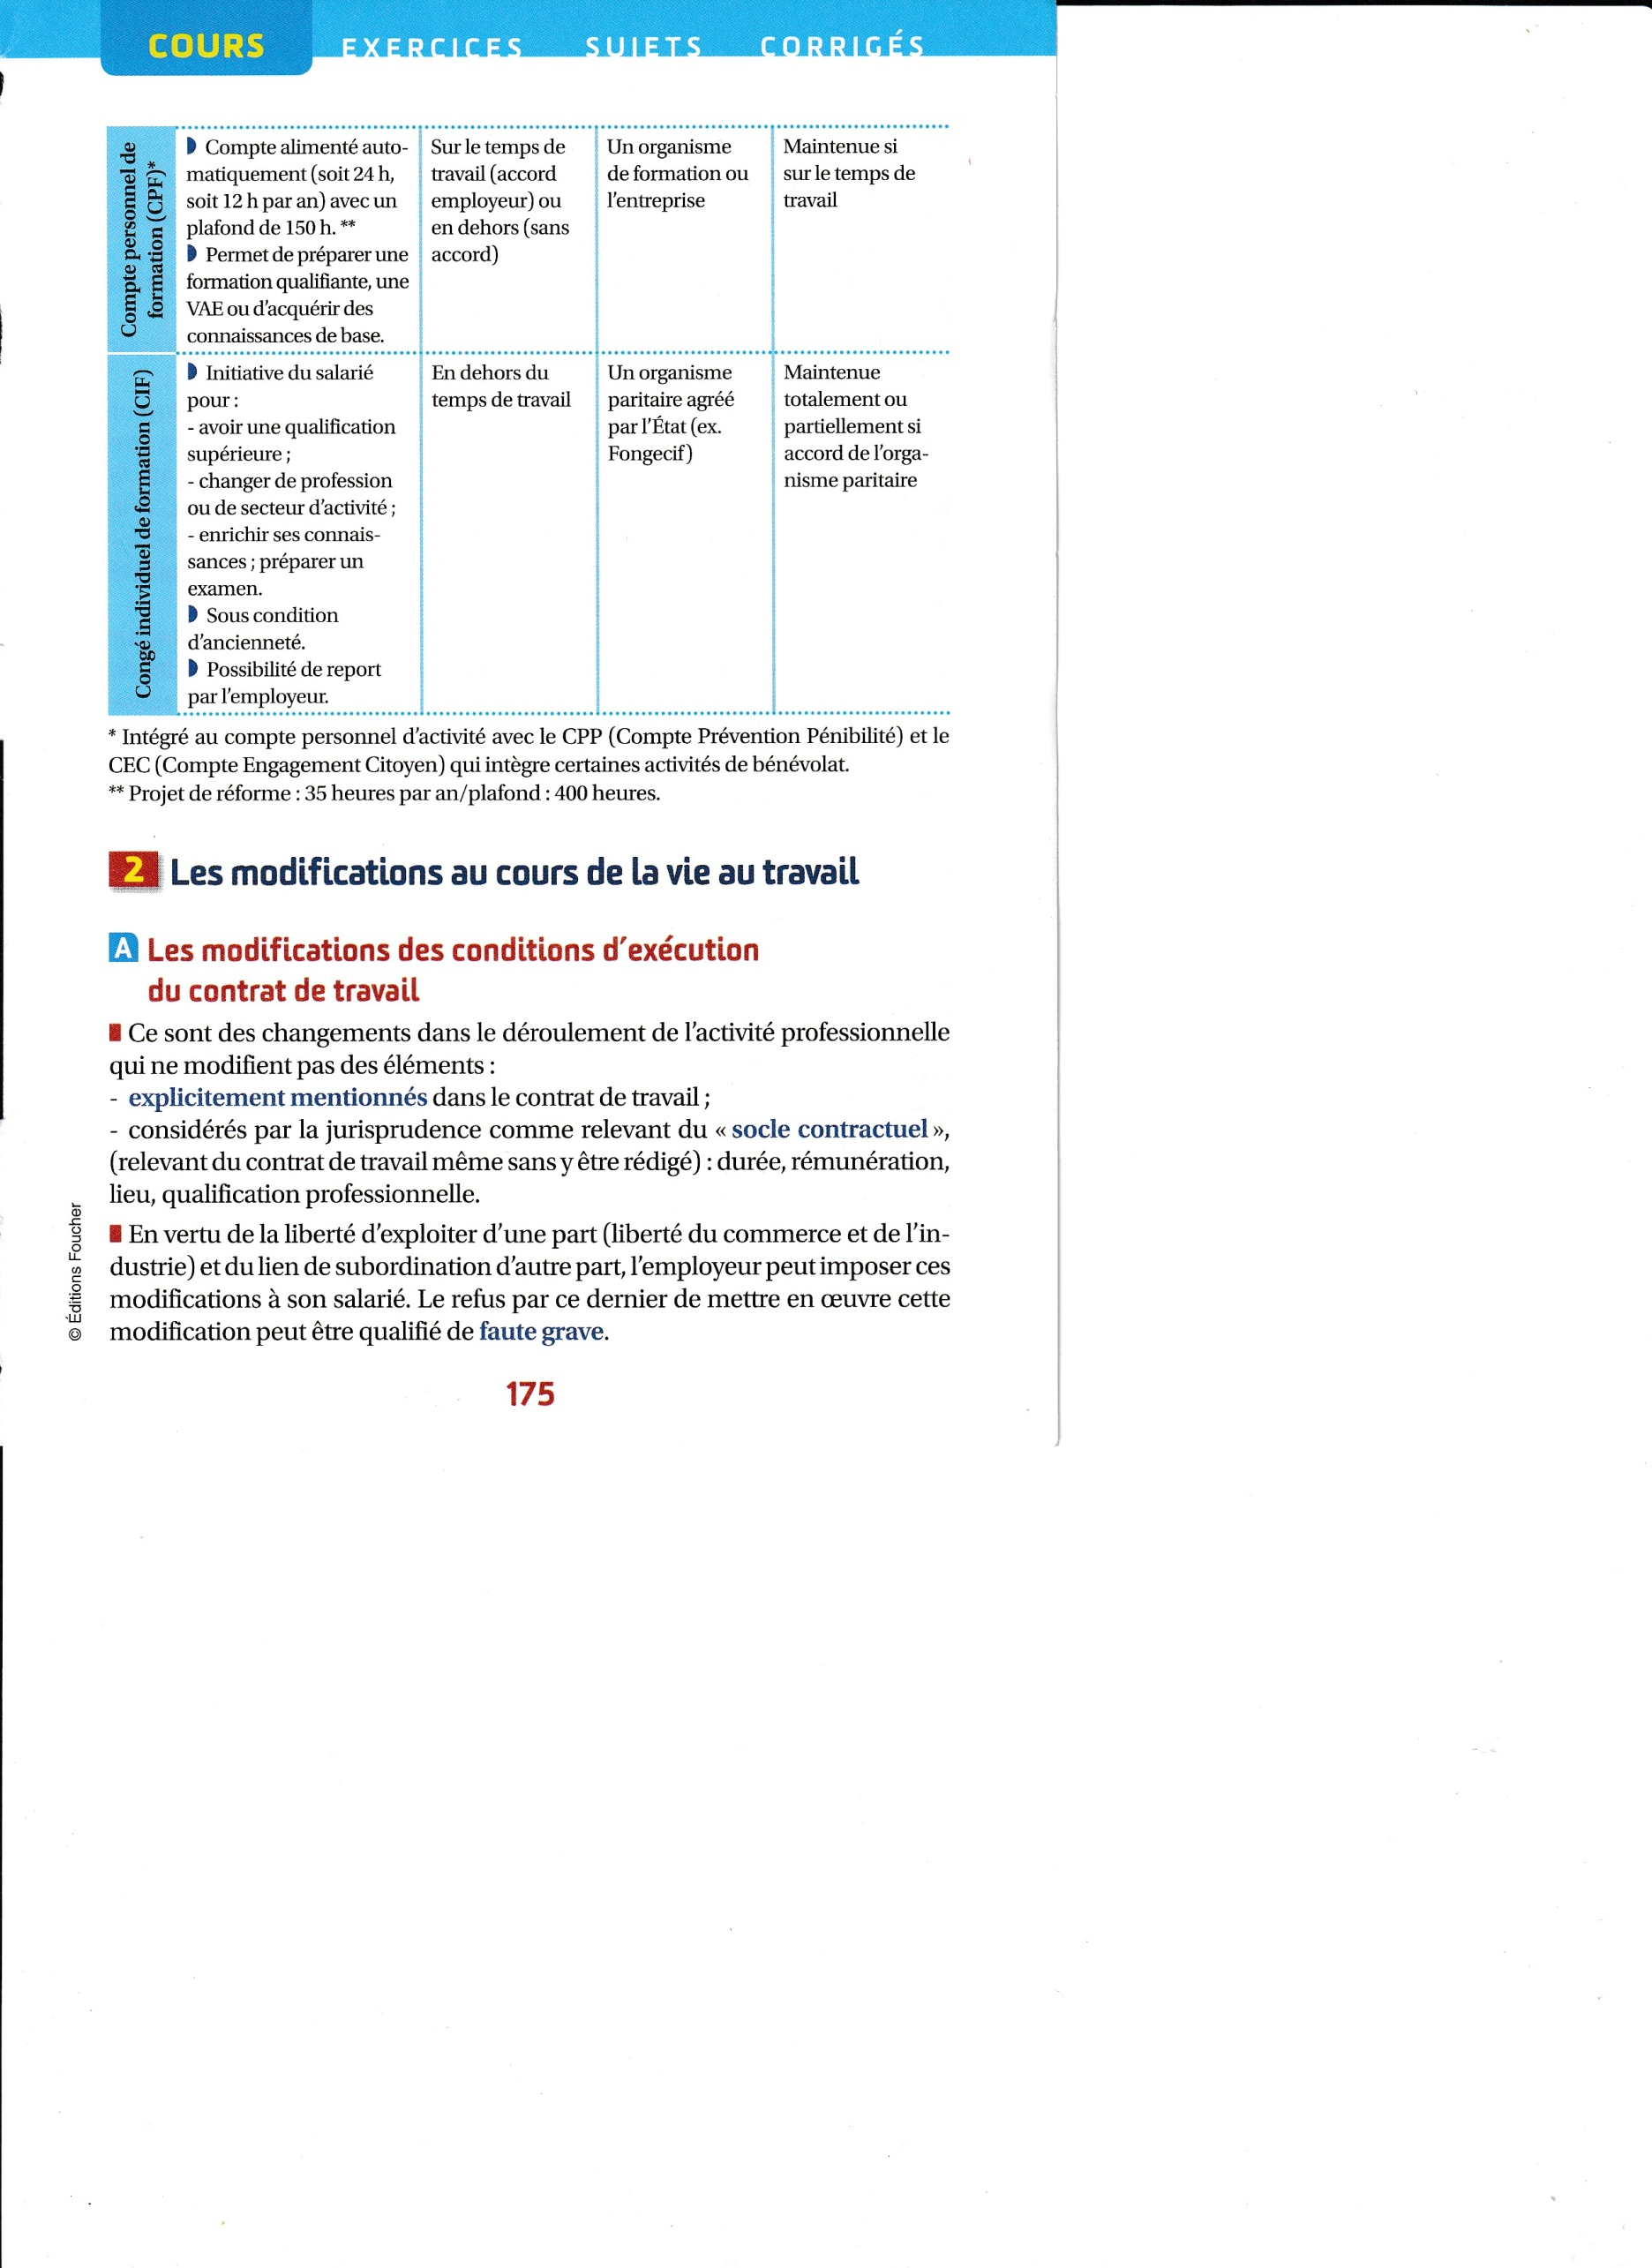 COURS EXERCICES SUJETS CORRIGÉS
Compte personnel de
formation (CPF)*
◗ Compte alimenté auto-
matiquement (soit 24 h,
soit 12 h par an) avec un
plafond de 150 h. **
◗ Permet de préparer une
formation qualifiante, une
VAE ou d'acquérir des
connaissances de base.
Sur le temps de
travail (accord
employeur) ou
en dehors (sans
accord)
Un organisme
de formation ou
l'entreprise
Maintenue si
sur le temps de
travail
Congé individuel de formation (CIF)
◗ Initiative du salarié
pour :
- avoir une qualification
supérieure ;
- changer de profession
ou de secteur d'activité ;
- enrichir ses connais-
sances ; préparer un
examen.
◗ Sous condition
d'ancienneté.
◗ Possibilité de report
par l'employeur.
En dehors du
temps de travail
Un organisme
paritaire agréé
par l'État (ex.
Fongecif)
Maintenue
totalement ou
partiellement si
accord de l'orga-
nisme paritaire
* Intégré au compte personnel d'activité avec le CPP (Compte Prévention Pénibilité) et le
CEC (Compte Engagement Citoyen) qui intègre certaines activités de bénévolat.
** Projet de réforme : 35 heures par an/plafond : 400 heures.
2 Les modifications au cours de la vie au travail
A Les modifications des conditions d'exécution
du contrat de travail
Ce sont des changements dans le déroulement de l'activité professionnelle
qui ne modifient pas des éléments :
- explicitement mentionnés dans le contrat de travail ;
- considérés par la jurisprudence comme relevant du « socle contractuel »,
(relevant du contrat de travail même sans y être rédigé) : durée, rémunération,
lieu, qualification professionnelle.
En vertu de la liberté d'exploiter d'une part (liberté du commerce et de l'in-
dustrie) et du lien de subordination d'autre part, l'employeur peut imposer ces
modifications à son salarié. Le refus par ce dernier de mettre en œuvre cette
modification peut être qualifié de faute grave.
© Éditions Foucher
175